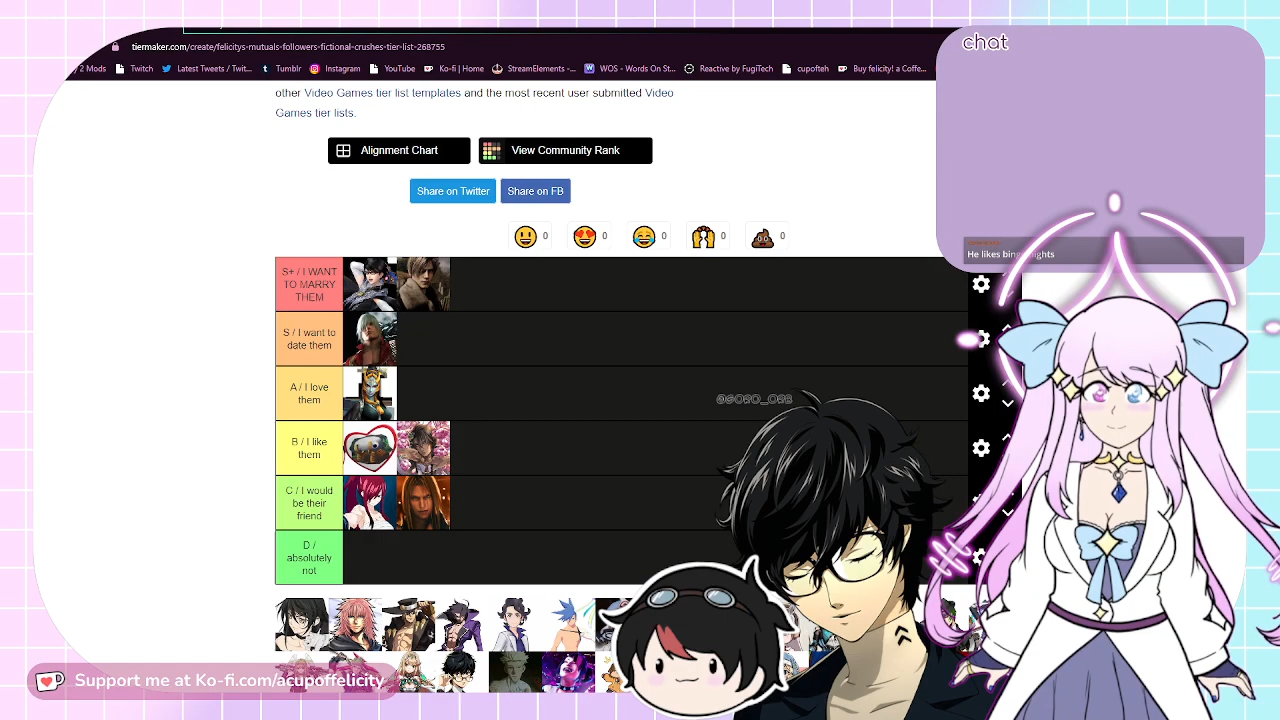 tiermaker.com/create/felicitys-mutuals-followers-fictional-crushes-tier-list-268755
2 Mods Twitch Latest Tweets / Twit... Tumblr Instagram YouTube Ko-fi | Home StreamElements -... WOS - Words On St... Reactive by FugiTech cupofteh Buy felicity! a Coffe...
chat
other Video Games tier list templates and the most recent user submitted Video
Games tier lists.
Alignment Chart View Community Rank
Share on Twitter Share on FB
0 0 0 0 0
He likes
S+ / I WANT
TO MARRY
THEM
S / I want to
date them
A / I love
them
@GORO_ORB
B / I like
them
C / I would
be their
friend
D /
absolutely
not
Support me at Ko-fi.com/acupoffelicity